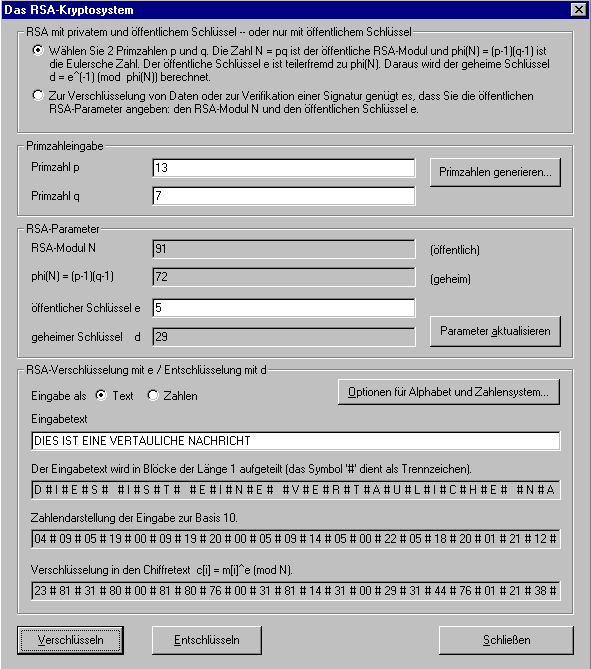 Das RSA-Kryptosystem
RSA mit privatem und öffentlichem Schlüssel -- oder nur mit öffentlichem Schlüssel
Wählen Sie 2 Primzahlen p und q. Die Zahl N = pq ist der öffentliche RSA-Modul und phi(N) = (p-1)(q-1) ist
die Eulersche Zahl. Der öffentliche Schlüssel e ist teilerfremd zu phi(N). Daraus wird der geheime Schlüssel
d = e^(-1) (mod phi(N)) berechnet.
Zur Verschlüsselung von Daten oder zur Verifikation einer Signatur genügt es, dass Sie die öffentlichen
RSA-Parameter angeben: den RSA-Modul N und den öffentlichen Schlüssel e.
Primzahleingabe
Primzahl p 13 Primzahlen generieren...
Primzahl q 7
RSA-Parameter
RSA-Modul N 91 (öffentlich)
phi(N) = (p-1)(q-1) 72 (geheim)
öffentlicher Schlüssel e 5
geheimer Schlüssel d 29 Parameter aktualisieren
RSA-Verschlüsselung mit e / Entschlüsselung mit d
Eingabe als Text Zahlen Optionen für Alphabet und Zahlensystem...
Eingabetext
DIES IST EINE VERTAULICHE NACHRICHT
Der Eingabetext wird in Blöcke der Länge 1 aufgeteilt (das Symbol '#' dient als Trennzeichen).
D # I # E # S # # I # S # T # # E # I # N # E # # V # E # R # T # A # U # L # I # C # H # E # # N # A
Zahlendarstellung der Eingabe zur Basis 10.
04 # 09 # 05 # 19 # 00 # 09 # 19 # 20 # 00 # 05 # 09 # 14 # 05 # 00 # 22 # 05 # 18 # 20 # 01 # 21 # 12 #
Verschlüsselung in den Chiffretext c[i] = m[i]^e (mod N).
23 # 81 # 31 # 80 # 00 # 81 # 80 # 76 # 00 # 31 # 81 # 14 # 31 # 00 # 29 # 31 # 44 # 76 # 01 # 21 # 38 #
Verschlüsseln Entschlüsseln Schließen